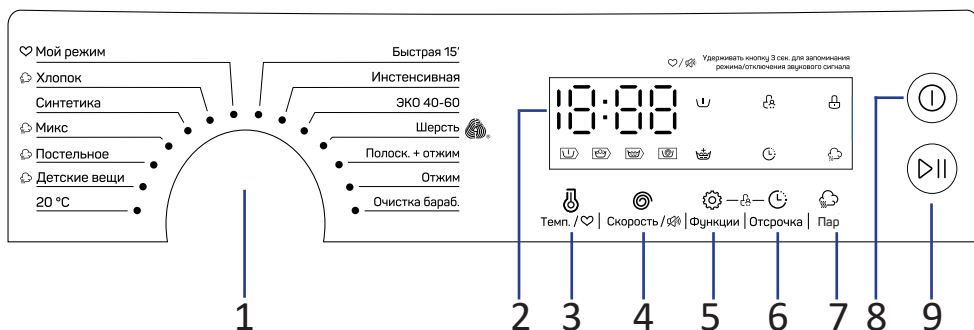 Мой режим
Хлопок
Синтетика
Микс
Постельное
Детские вещи
20 °C
Быстрая 15'
Инстенсивная
ЭКО 40-60
Шерсть
Полоск. + отжим
Отжим
Очистка бараб.
Удерживать кнопку 3 сек. для запоминания
режима/отключения звукового сигнала
18:88
Темп. / | Скорость / | Функции | Отсрочка | Пар
1 2 3 4 5 6 7 8 9